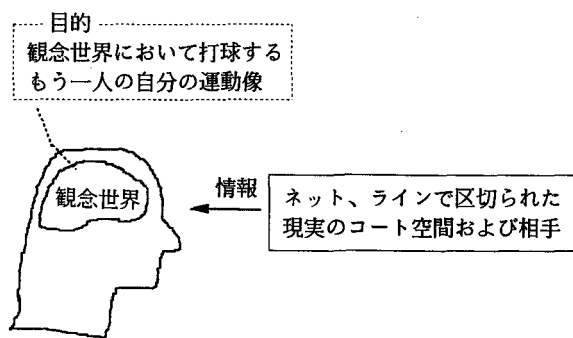 目的
観念世界において打球する
もう一人の自分の運動像
観念世界
情報
ネット、ラインで区切られた
現実のコート空間および相手